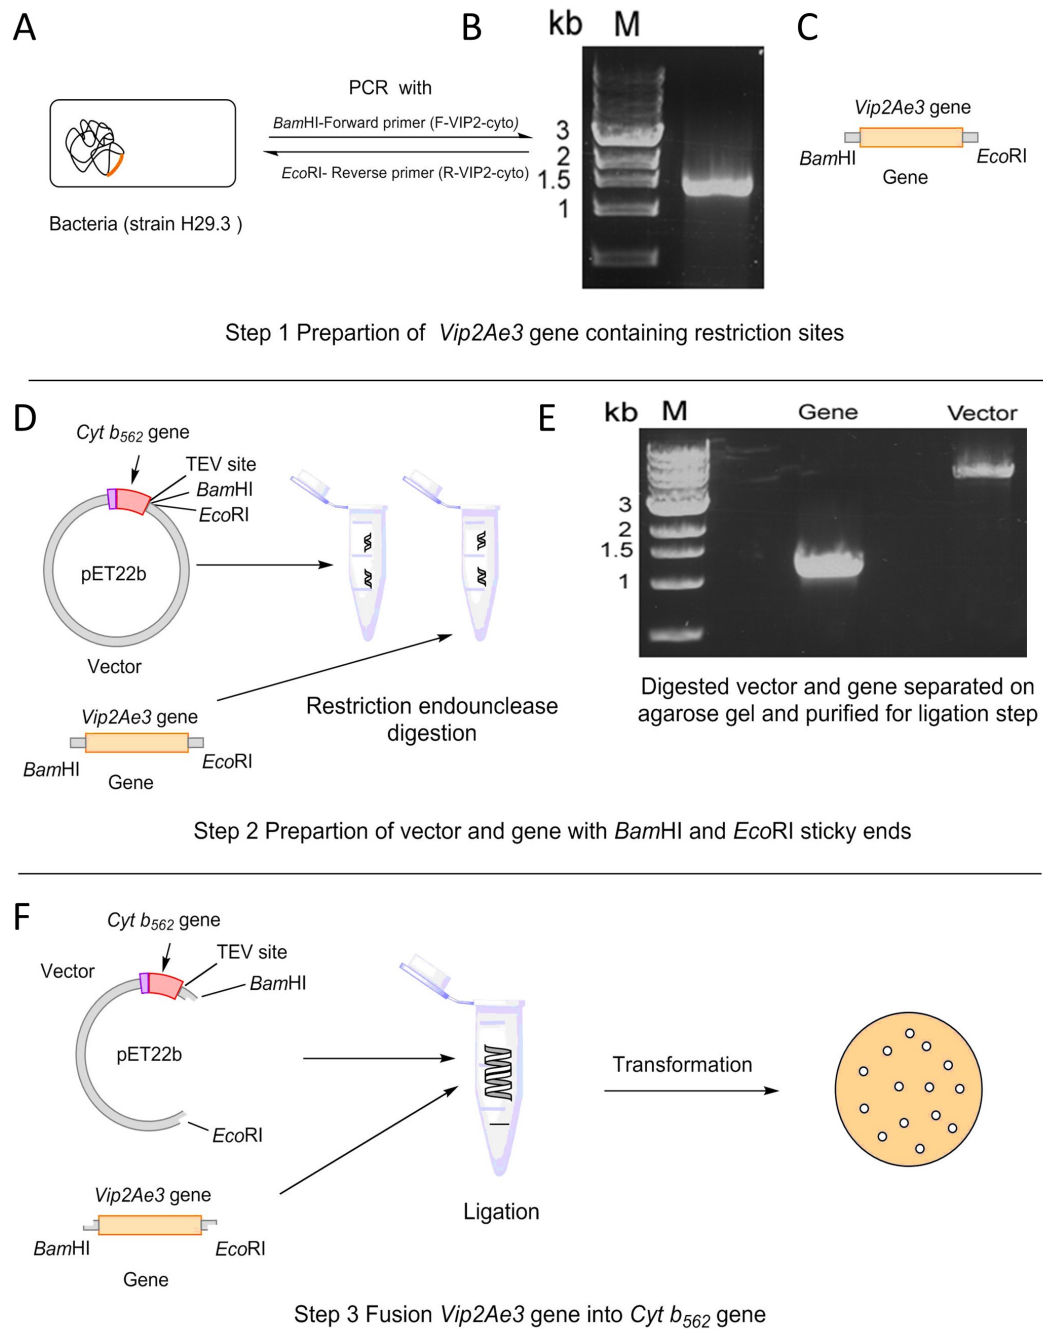 A
B
kb M
C
PCR with
BamHI-Forward primer (F-VIP2-cyto)
EcoRI- Reverse primer (R-VIP2-cyto)
Bacteria (strain H29.3 )
3
2
1.5
1
Vip2Ae3 gene
BamHI
EcoRI
Gene
Step 1 Prepartion of Vip2Ae3 gene containing restriction sites
D
Cyt b562 gene
TEV site
BamHI
EcoRI
pET22b
Vector
Vip2Ae3 gene
BamHI
EcoRI
Gene
Restriction endounclease
digestion
E
kb M Gene Vector
3
2
1.5
1
Digested vector and gene separated on
agarose gel and purified for ligation step
Step 2 Prepartion of vector and gene with BamHI and EcoRI sticky ends
F
Cyt b562 gene
Vector
TEV site
BamHI
pET22b
EcoRI
Vip2Ae3 gene
BamHI
EcoRI
Gene
Ligation
Transformation
Step 3 Fusion Vip2Ae3 gene into Cyt b562 gene